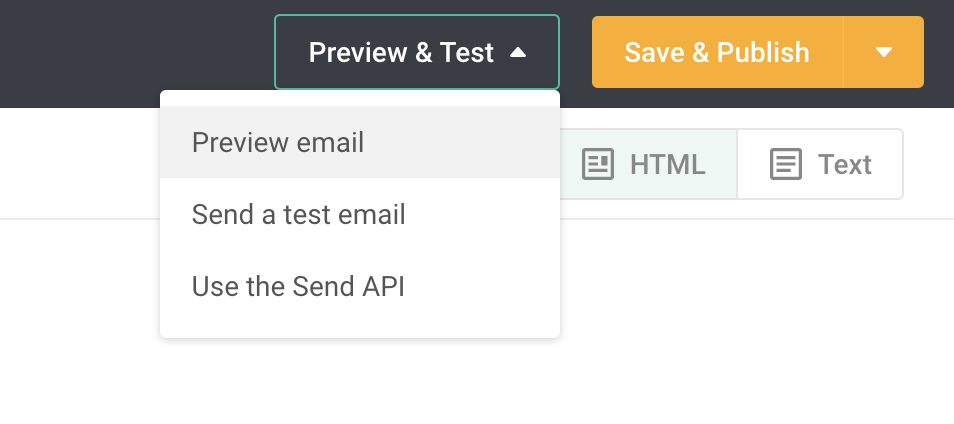 Preview & Test
Save & Publish
Preview email
HTML
Text
Send a test email
Use the Send API